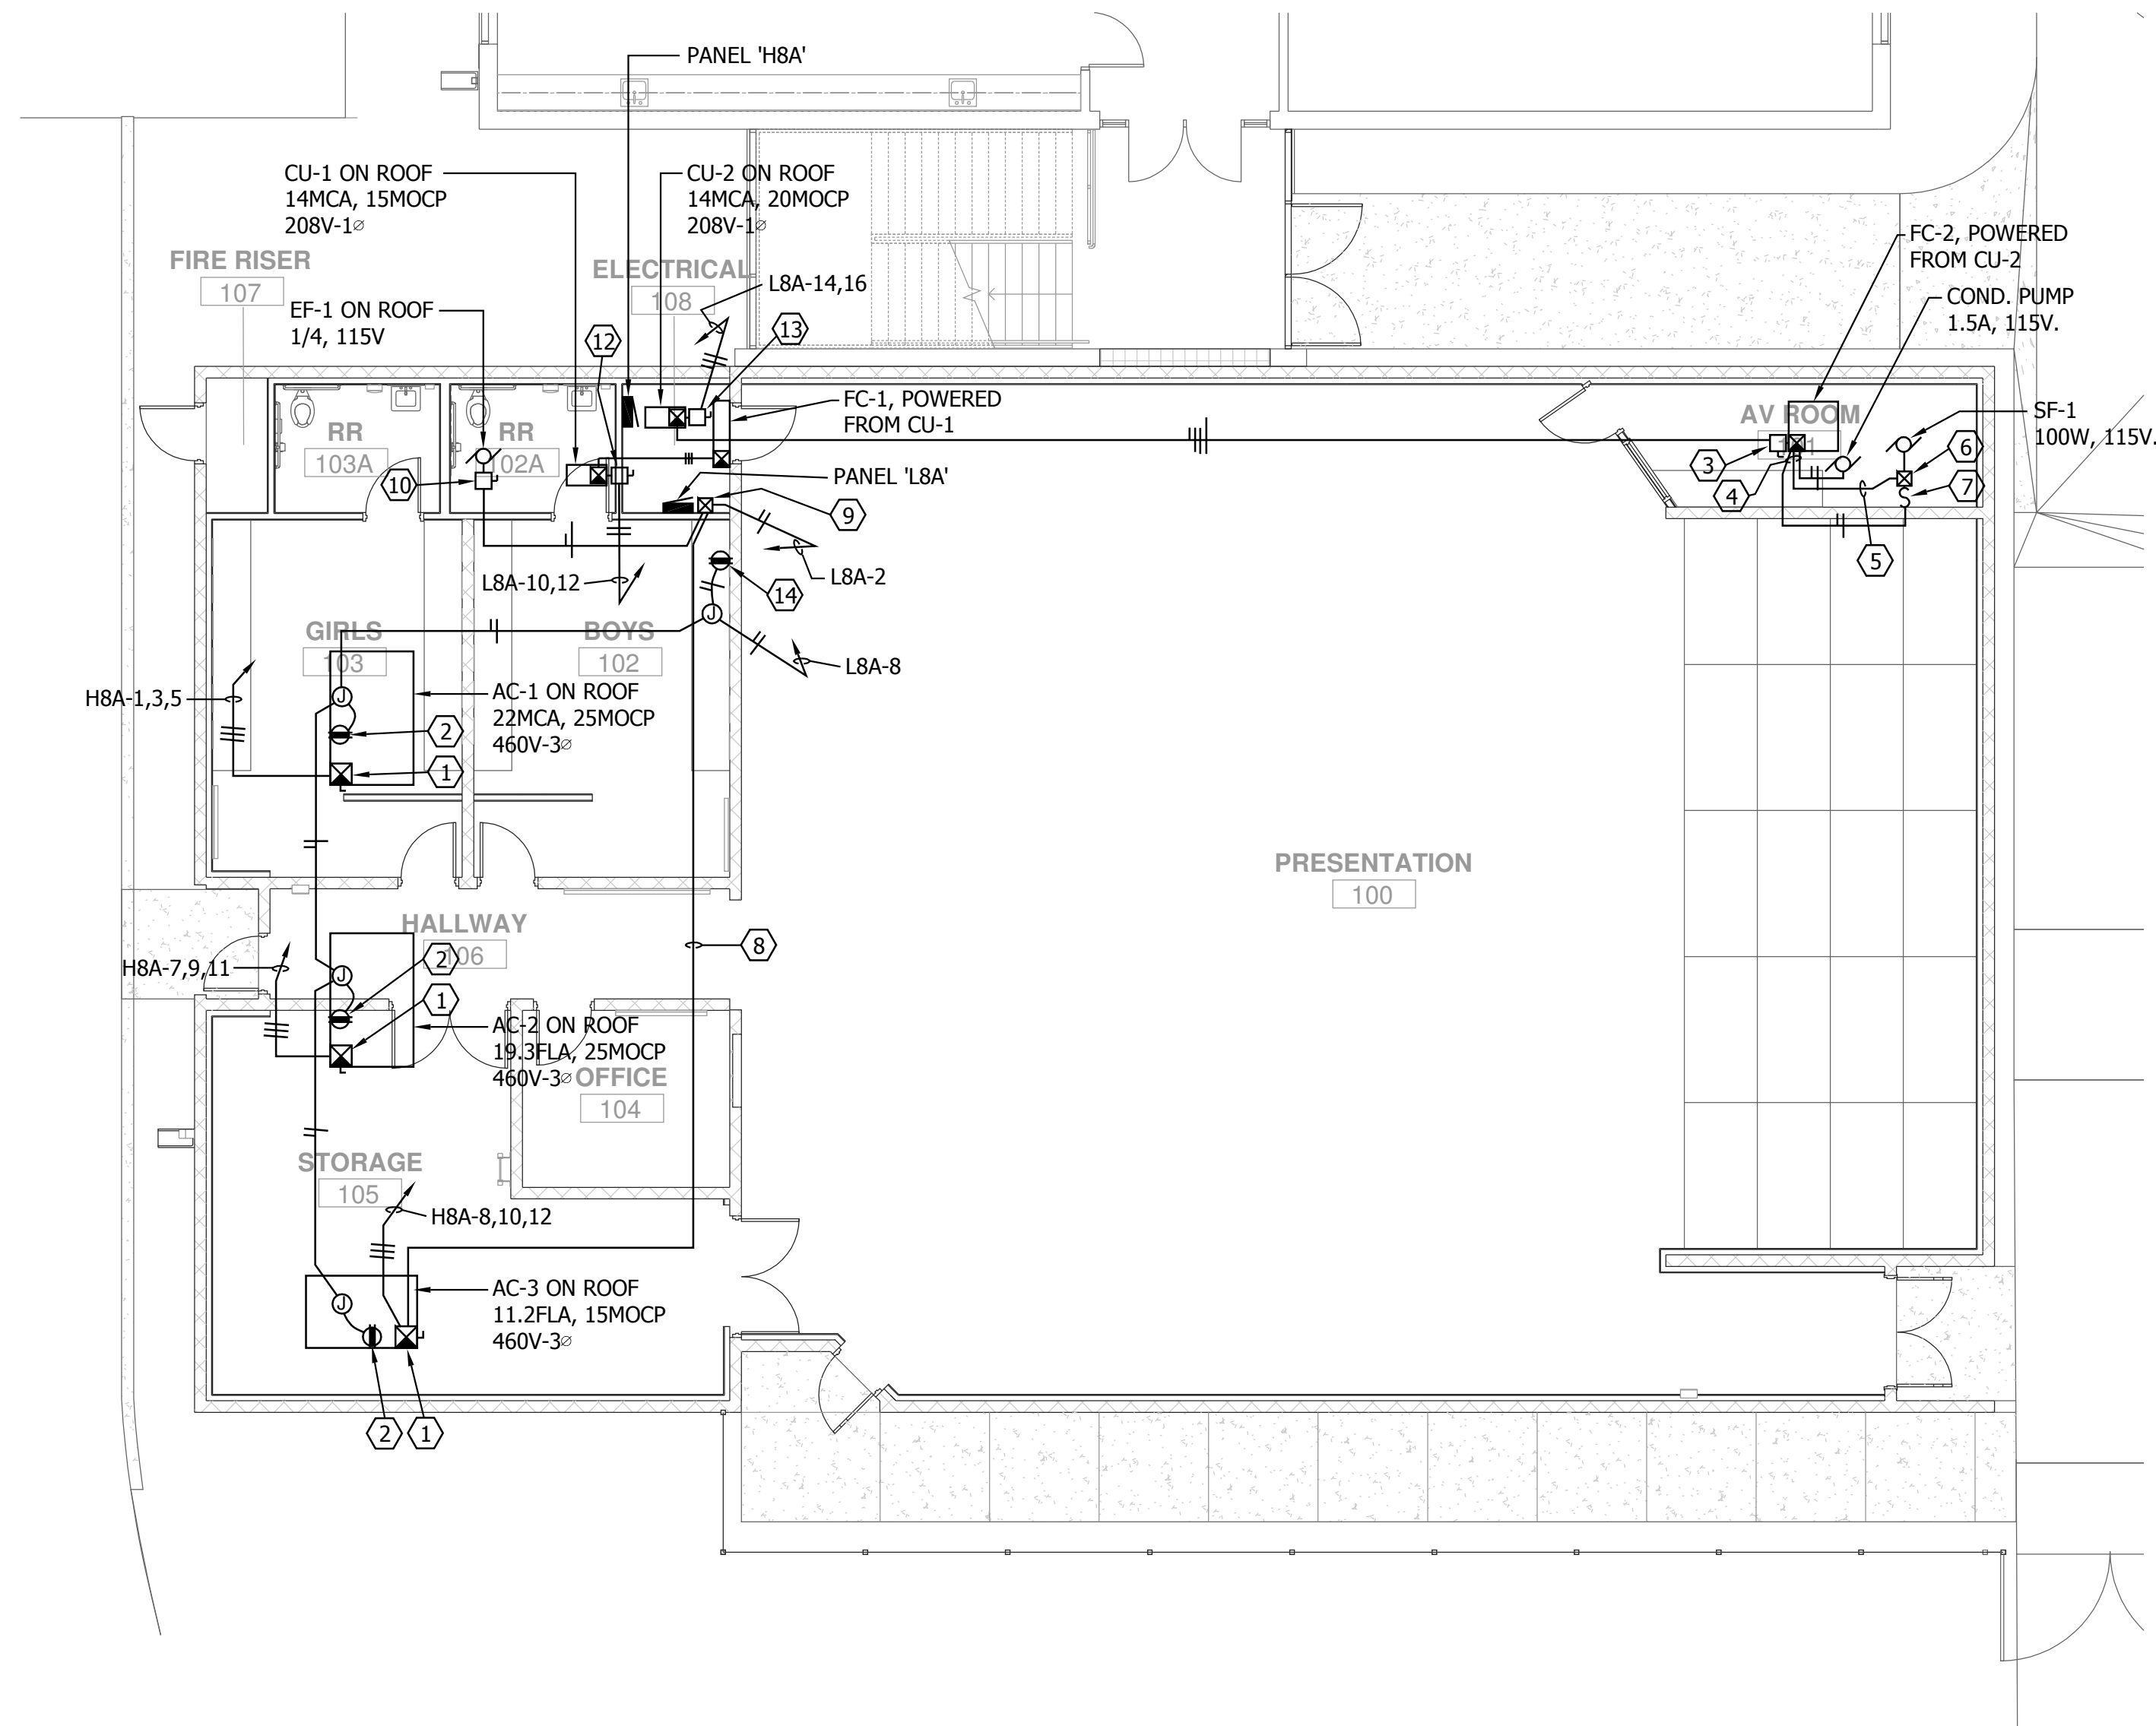 PANEL 'H8A'
CU-1 ON ROOF
14MCA, 15MOCP
208V-1⌀
CU-2 ON ROOF
14MCA, 20MOCP
208V-1⌀
FIRE RISER
107
ELECTRICAL
108
EF-1 ON ROOF
1/4, 115V
L8A-14,16
12
13
FC-2, POWERED
FROM CU-2
COND. PUMP
1.5A, 115V.
FC-1, POWERED
FROM CU-1
AV ROOM
SF-1
100W, 115V.
RR
103A
RR
102A
10
PANEL 'L8A'
9
3
4
6
7
5
L8A-10,12
L8A-2
14
GIRLS
103
BOYS
102
J
L8A-8
H8A-1,3,5
J
AC-1 ON ROOF
22MCA, 25MOCP
460V-3⌀
2
1
PRESENTATION
100
HALLWAY
106
8
H8A-7,9,11
J
2
1
AC-2 ON ROOF
19.3FLA, 25MOCP
460V-3⌀
OFFICE
104
STORAGE
105
H8A-8,10,12
J
AC-3 ON ROOF
11.2FLA, 15MOCP
460V-3⌀
2
1